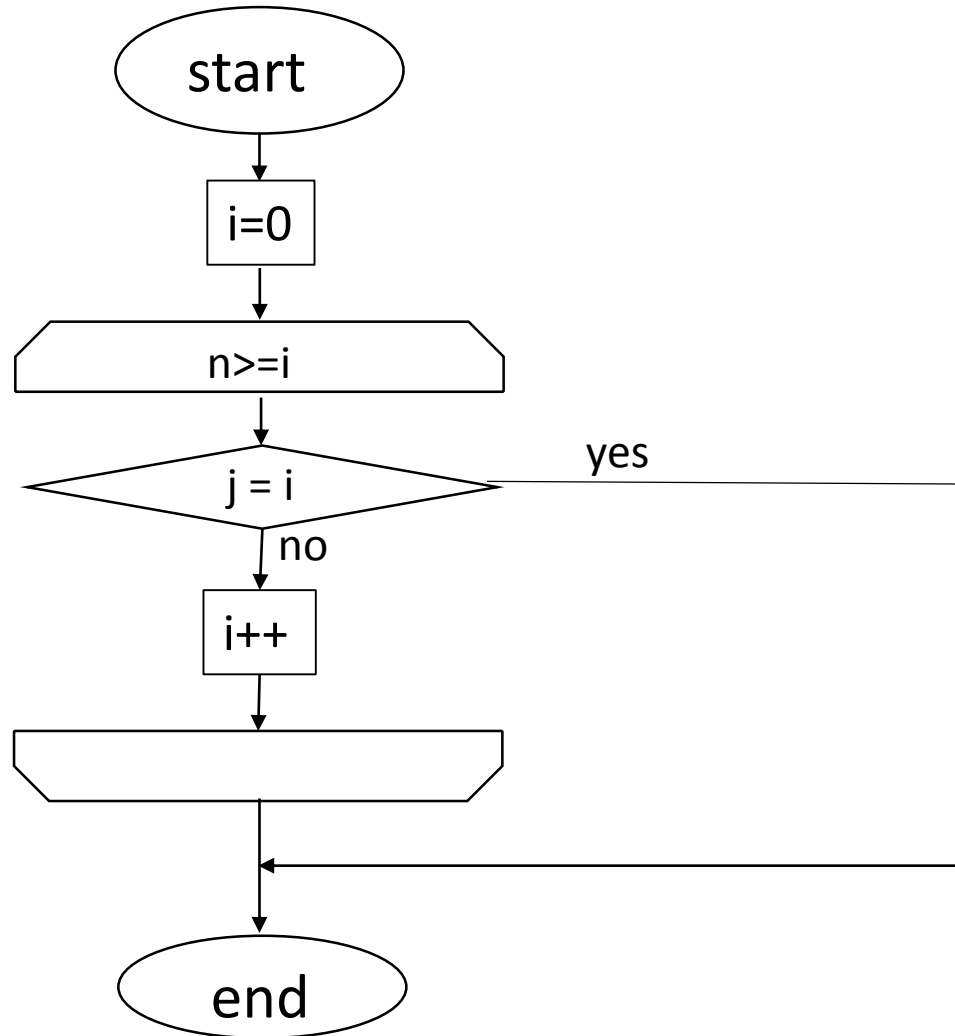 start
i=0
n>=i
j = i
yes
no
i++
end